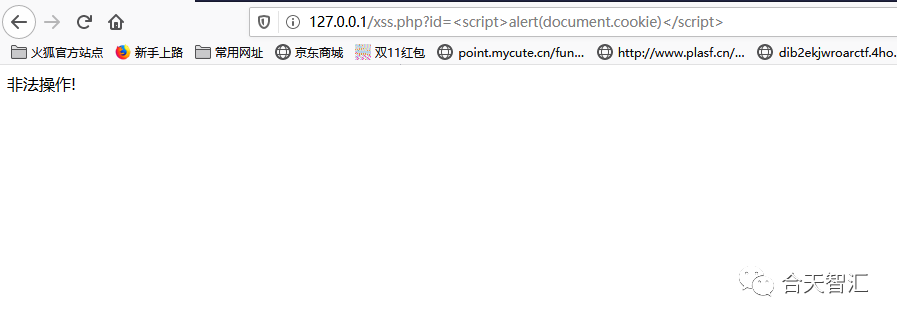 127.0.0.1/xss.php?id=<script>alert(document.cookie)</script>
火狐官方站点 新手上路 常用网址 京东商城 双11红包 point.mycute.cn/fun... http://www.plasf.cn/... dib2ekjwroarctf.4ho.
非法操作!
合天智汇